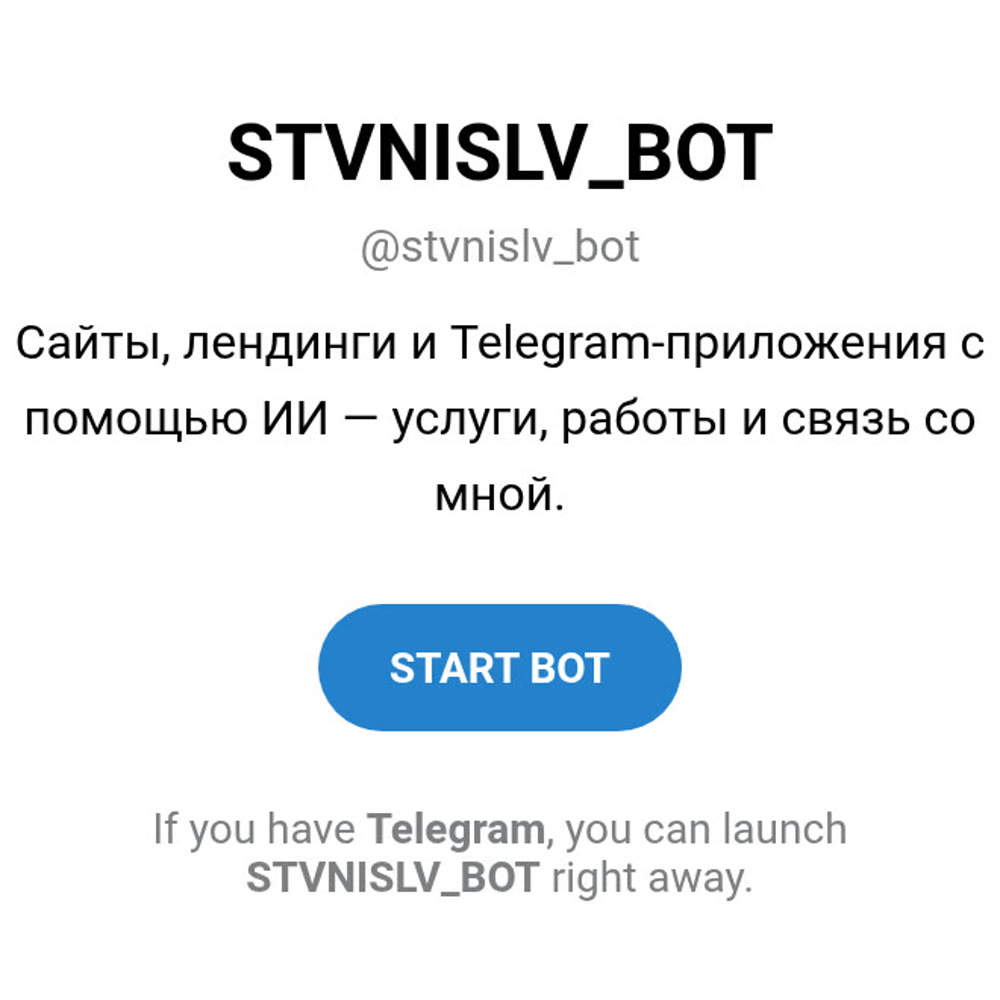 STVNISLV_BOT
@stvnislv_bot
Сайты, лендинги и Telegram-приложения с
помощью ИИ — услуги, работы и связь со
мной.
START BOT
If you have Telegram, you can launch
STVNISLV_BOT right away.